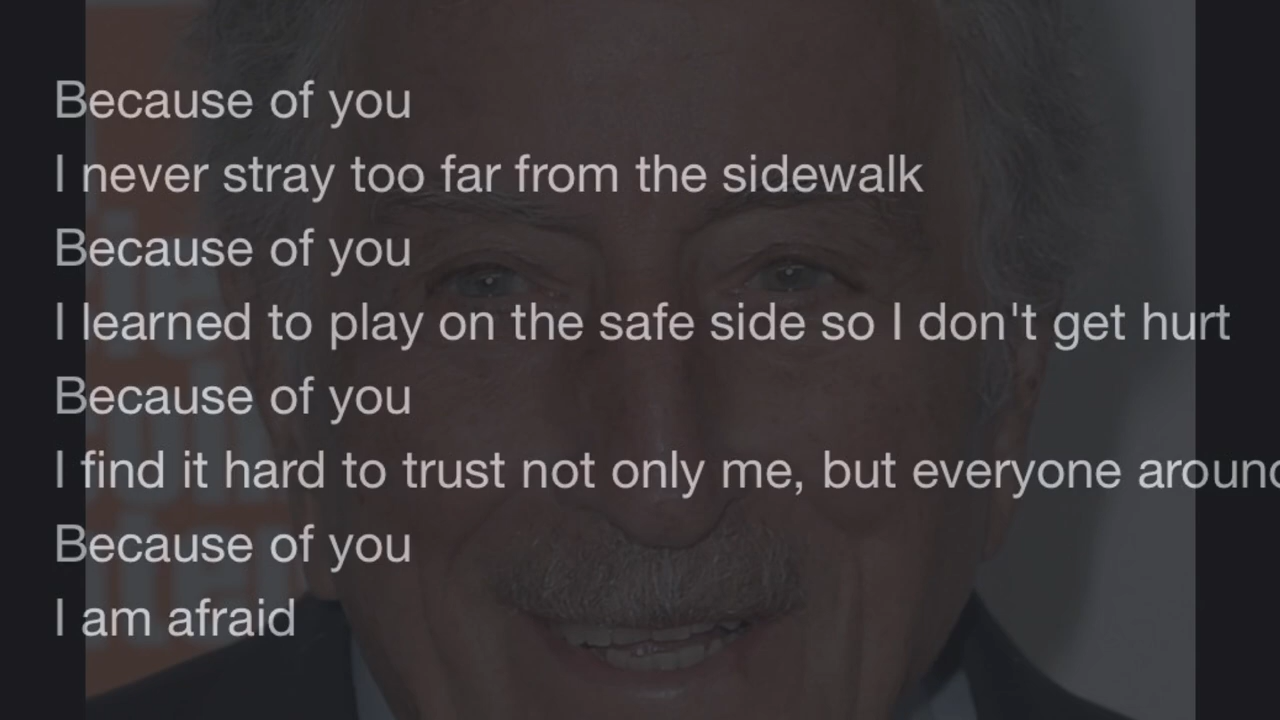 Because of you
I never stray too far from the sidewalk
Because of you
I learned to play on the safe side so I don't get hurt
Because of you
I find it hard to trust not only me, but everyone
Because of you
I am afraid